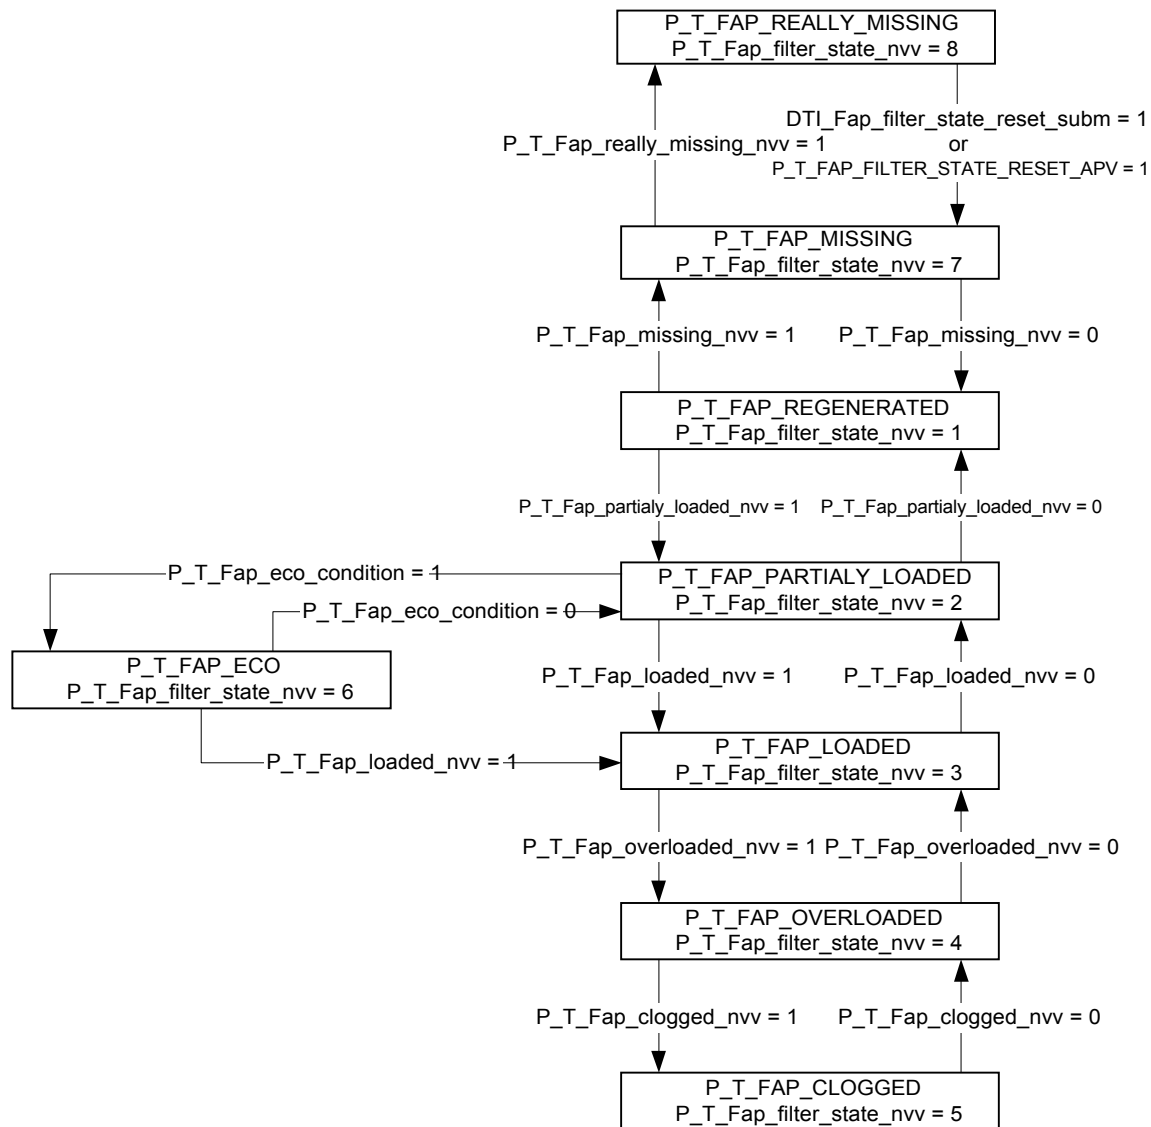 P_T_FAP_REALLY_MISSING
P_T_Fap_filter_state_nvv = 8
DTI_Fap_filter_state_reset_subm = 1
P_T_Fap_really_missing_nvv = 1
or
P_T_FAP_FILTER_STATE_RESET_APV = 1
P_T_FAP_MISSING
P_T_Fap_filter_state_nvv = 7
P_T_Fap_missing_nvv = 1
P_T_Fap_missing_nvv = 0
P_T_FAP_REGENERATED
P_T_Fap_filter_state_nvv = 1
P_T_Fap_partialy_loaded_nvv = 1
P_T_Fap_partialy_loaded_nvv = 0
P_T_Fap_eco_condition = 1
P_T_FAP_PARTIALY_LOADED
P_T_Fap_filter_state_nvv = 2
P_T_Fap_eco_condition = 0
P_T_FAP_ECO
P_T_Fap_filter_state_nvv = 6
P_T_Fap_loaded_nvv = 1
P_T_Fap_loaded_nvv = 0
P_T_Fap_loaded_nvv = 1
P_T_FAP_LOADED
P_T_Fap_filter_state_nvv = 3
P_T_Fap_overloaded_nvv = 1
P_T_Fap_overloaded_nvv = 0
P_T_FAP_OVERLOADED
P_T_Fap_filter_state_nvv = 4
P_T_Fap_clogged_nvv = 1
P_T_Fap_clogged_nvv = 0
P_T_FAP_CLOGGED
P_T_Fap_filter_state_nvv = 5